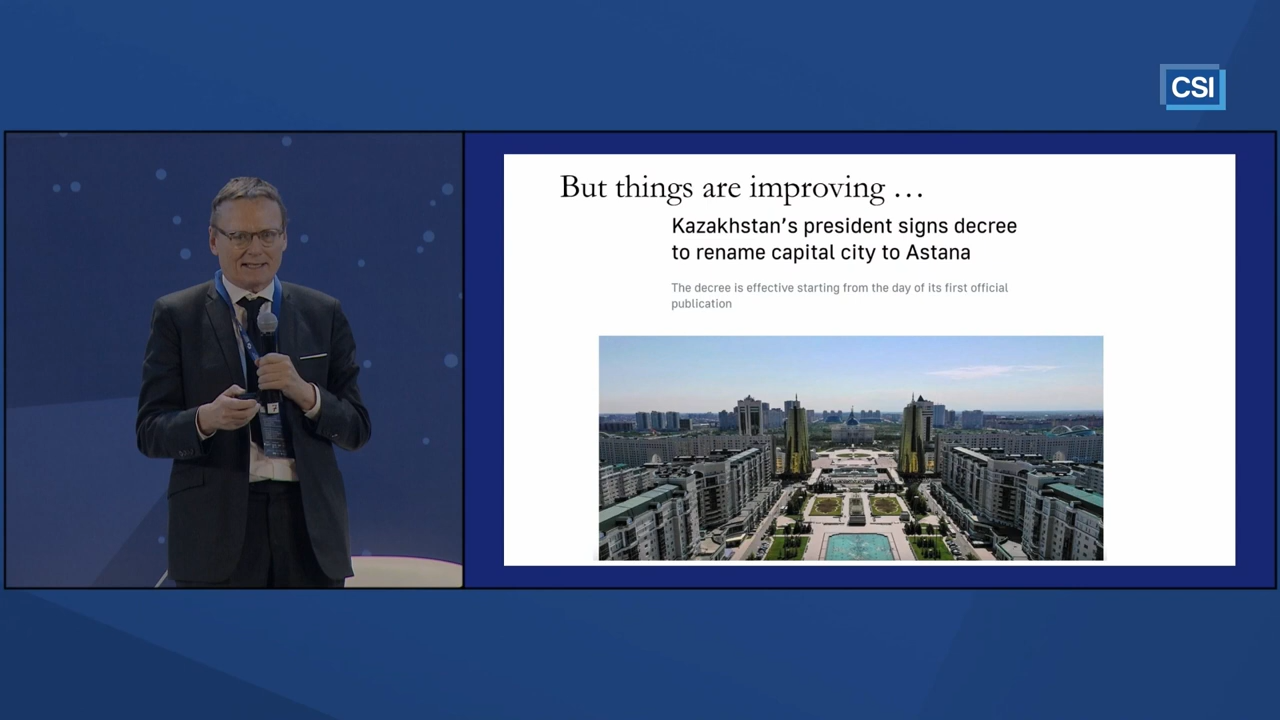 CSI
But things are improving …
Kazakhstan’s president signs decree
to rename capital city to Astana
The decree is effective starting from the day of its first official
publication